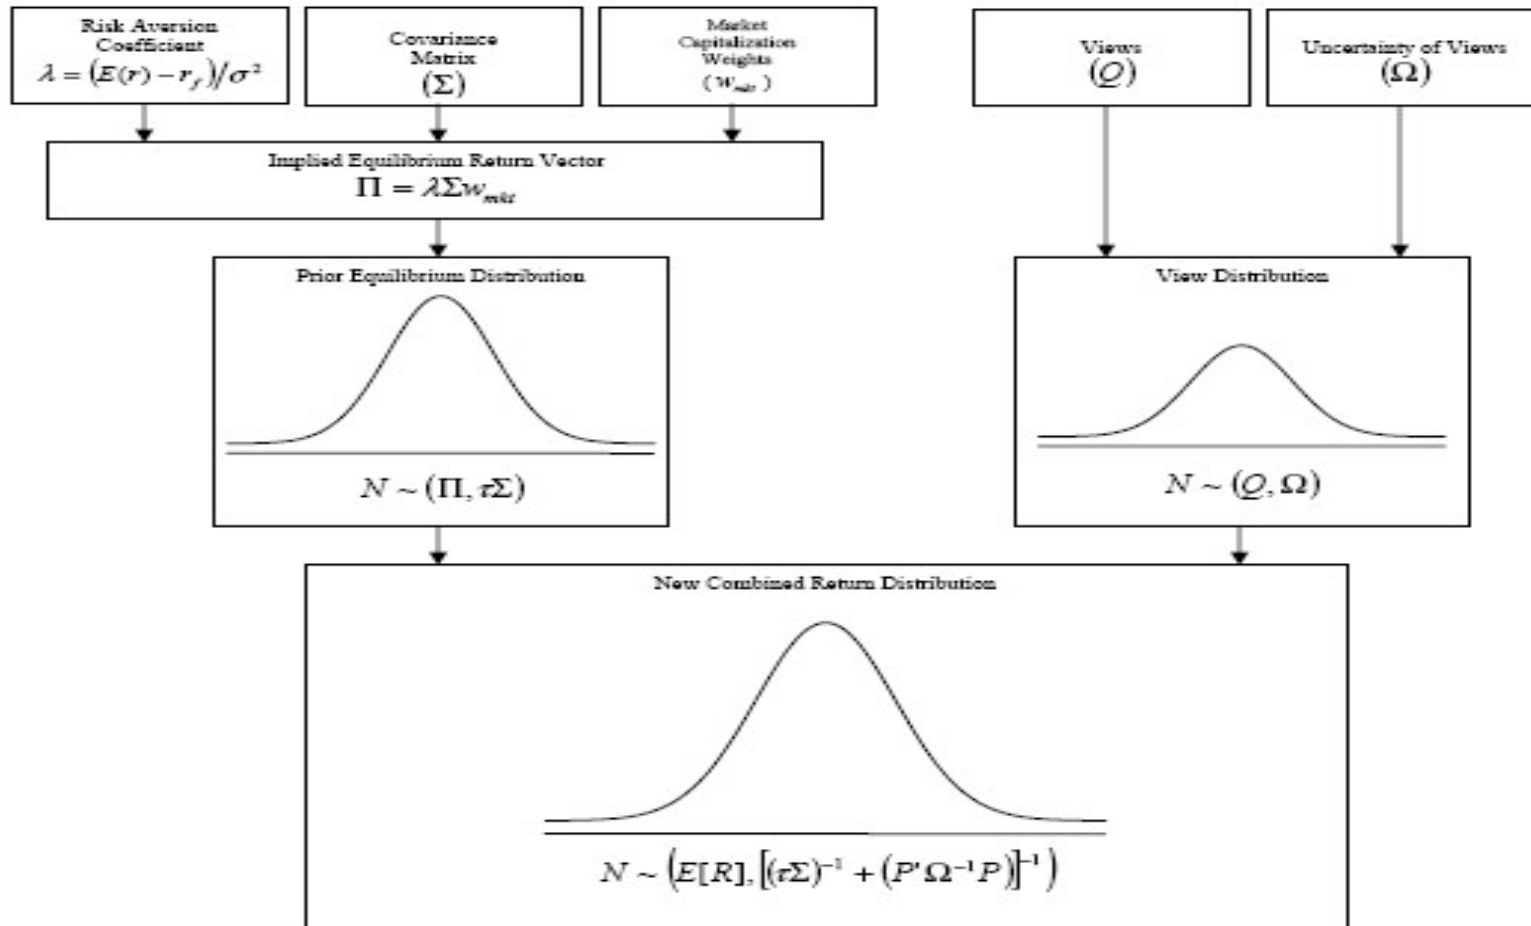 Risk Aversion
Coefficient
λ = (E(r) − r_f)/σ²
Covariance
Matrix
(Σ)
Market
Capitalization
Weights
(w_mkt)
Views
(Q)
Uncertainty of Views
(Ω)
Implied Equilibrium Return Vector
Π = λΣw_mkt
Prior Equilibrium Distribution
N ~ (Π, τΣ)
View Distribution
N ~ (Q, Ω)
New Combined Return Distribution
N ~ (E[R], [(τΣ)⁻¹ + (P'Ω⁻¹P)]⁻¹)